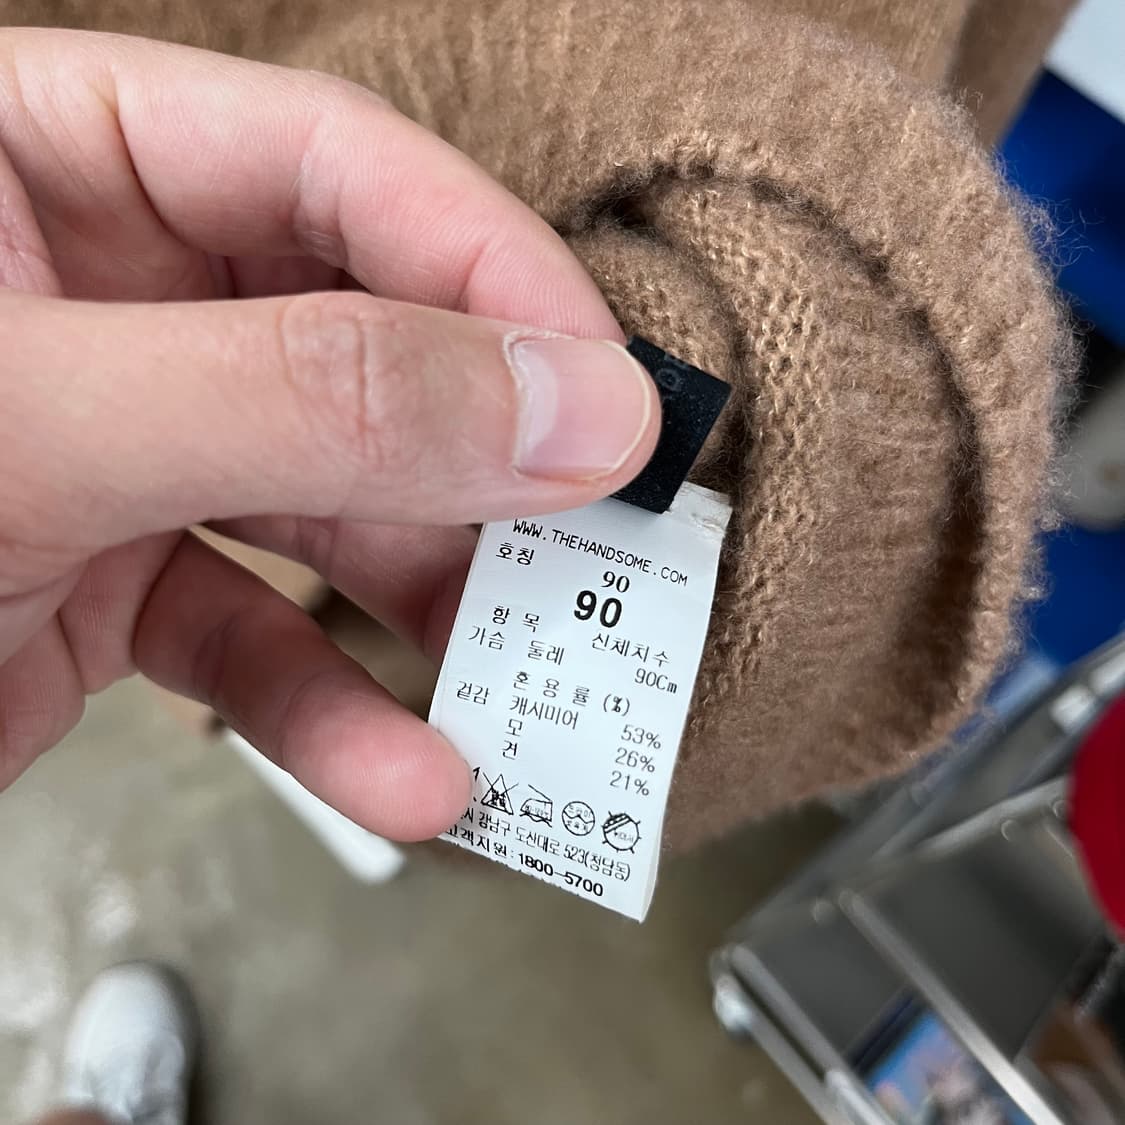 WWW.THEHANDSOME.COM
호칭
90
90
항 목 신체치수
가슴 둘레 90Cm
혼 용 률 (%)
겉감 캐시미어 53%
모 26%
견 21%
시 강남구 도산대로 523(청담동)
고객지원:1800-5700